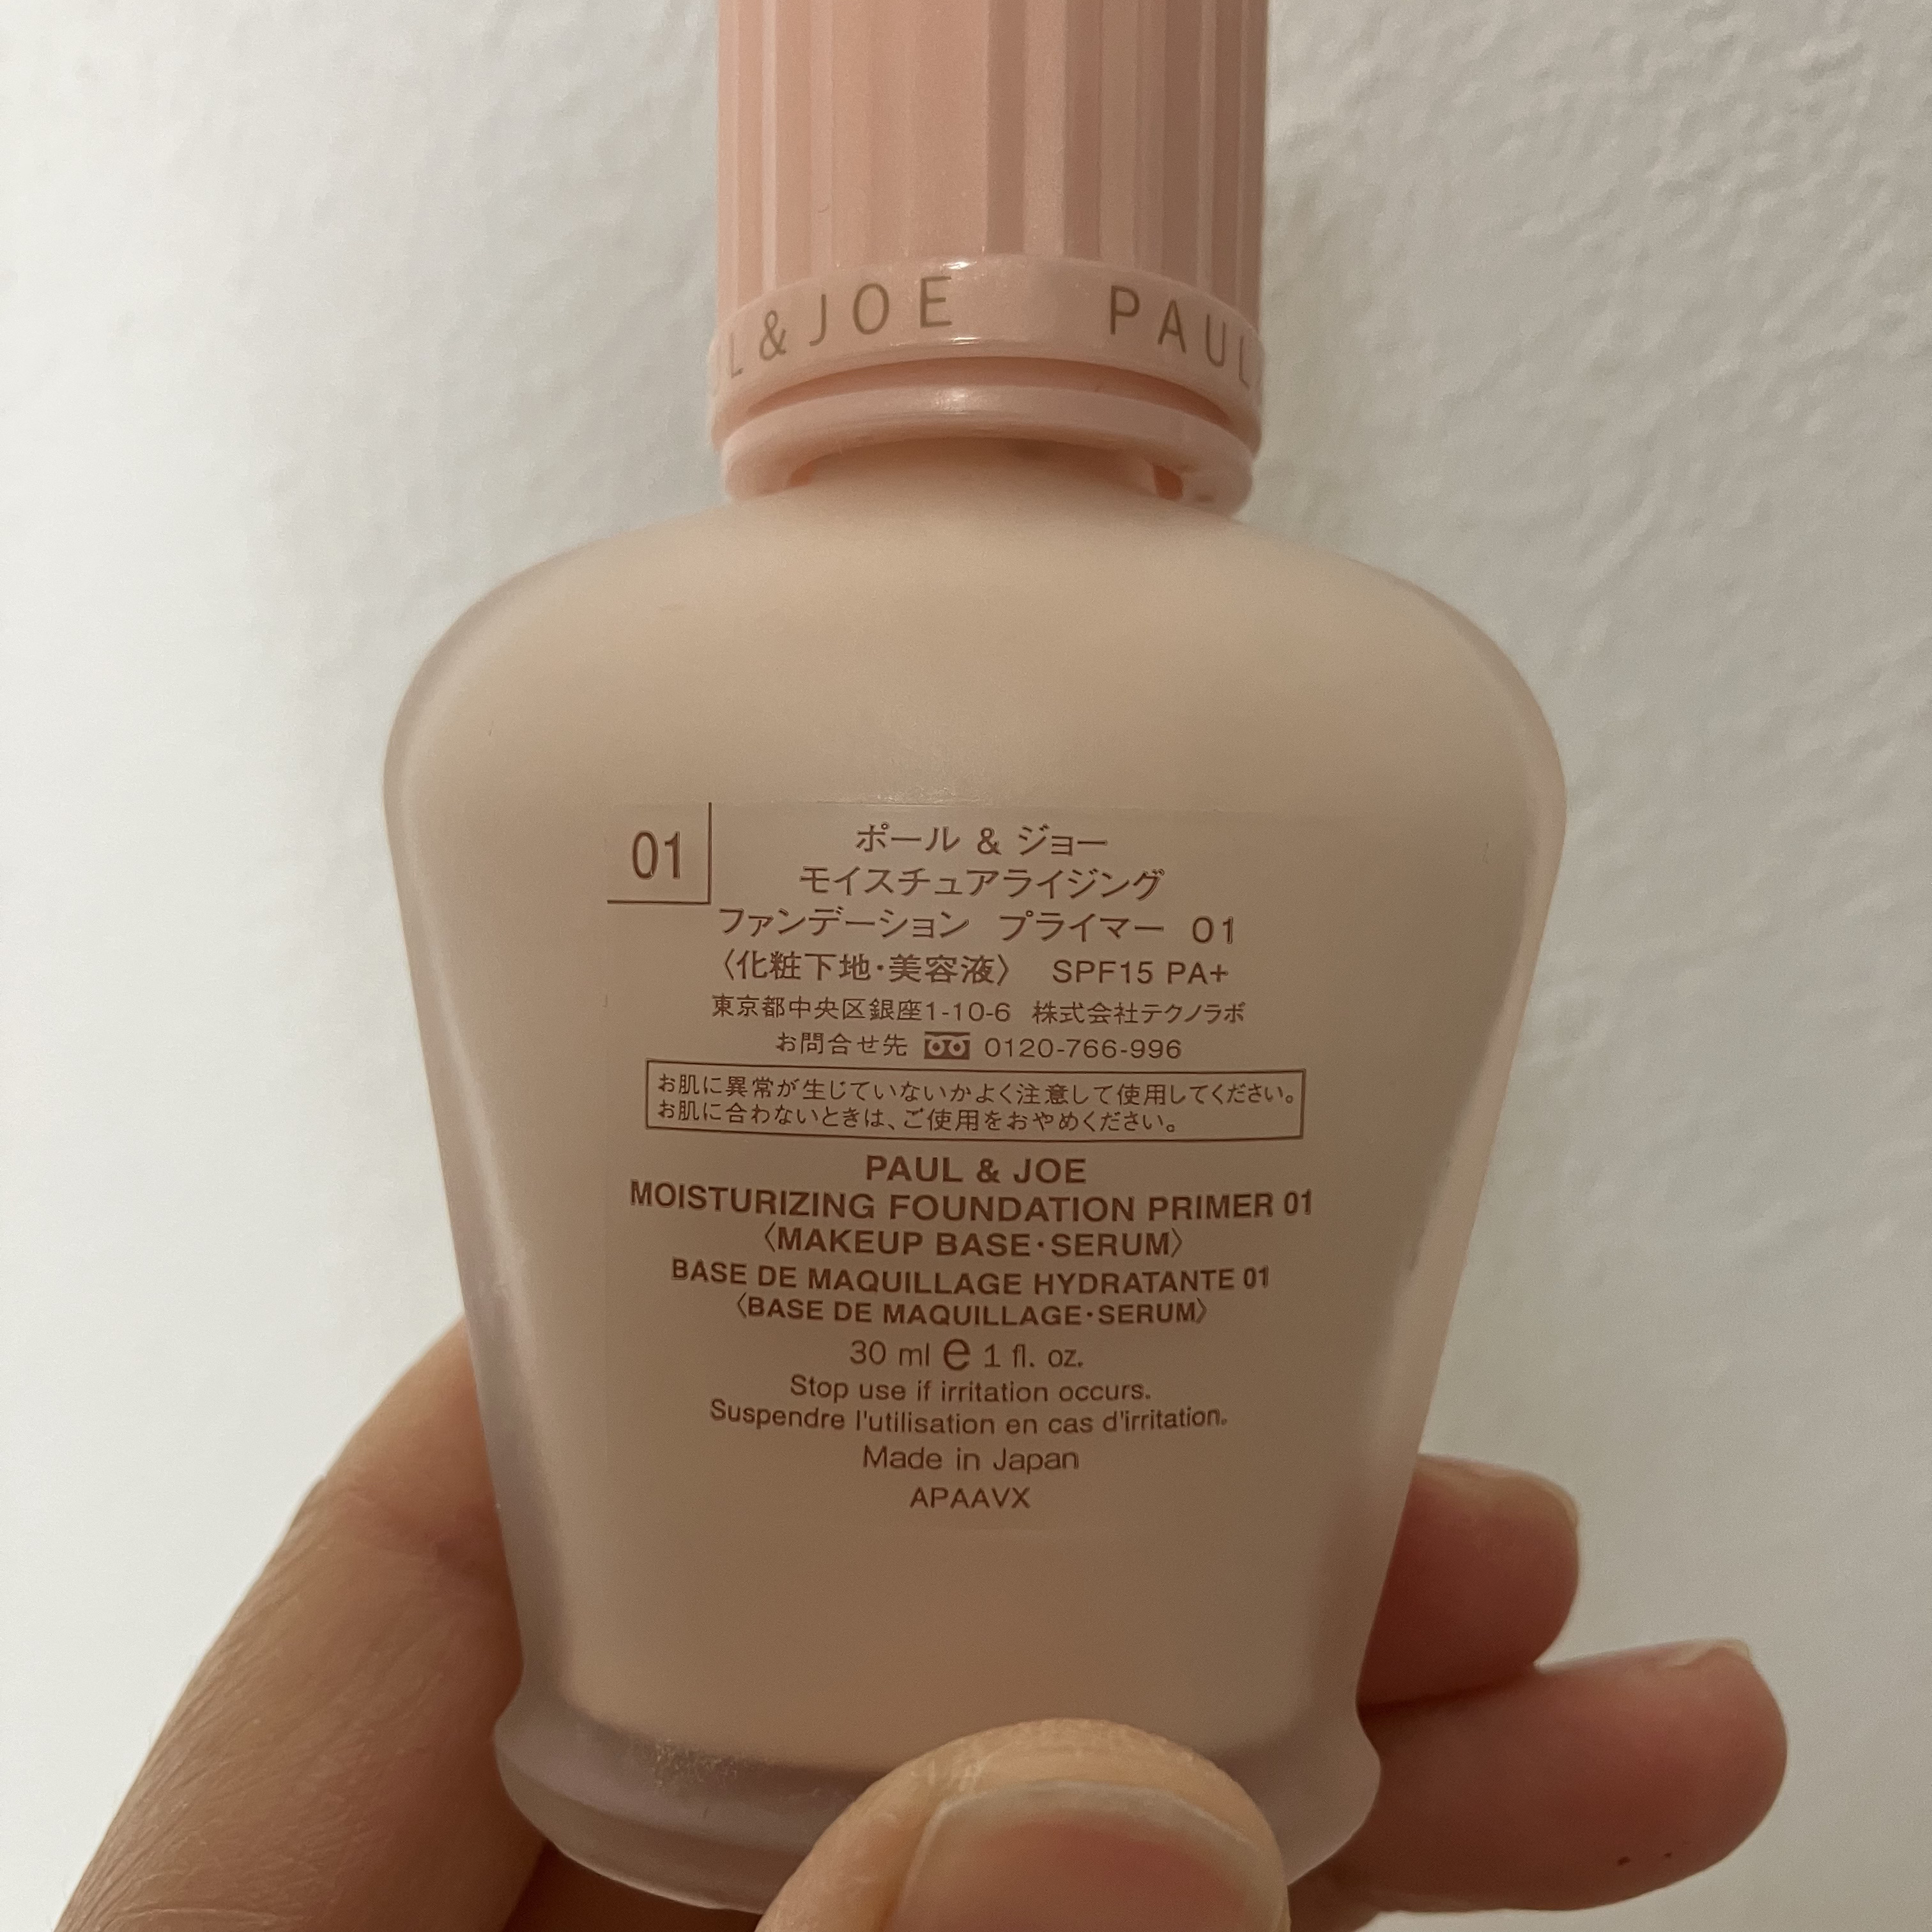 L&JOE PAUL
01
ポール & ジョー
モイスチュアライジング
ファンデーション プライマー 01
〈化粧下地・美容液〉 SPF15 PA+
東京都中央区銀座1-10-6 株式会社テクノラボ
お問合せ先 0120-766-996
お肌に異常が生じていないかよく注意して使用してください。
お肌に合わないときは、ご使用をおやめください。
PAUL & JOE
MOISTURIZING FOUNDATION PRIMER 01
〈MAKEUP BASE・SERUM〉
BASE DE MAQUILLAGE HYDRATANTE 01
〈BASE DE MAQUILLAGE・SERUM〉
30 ml e 1 fl. oz.
Stop use if irritation occurs.
Suspendre l'utilisation en cas d'irritation.
Made in Japan
APAAVX